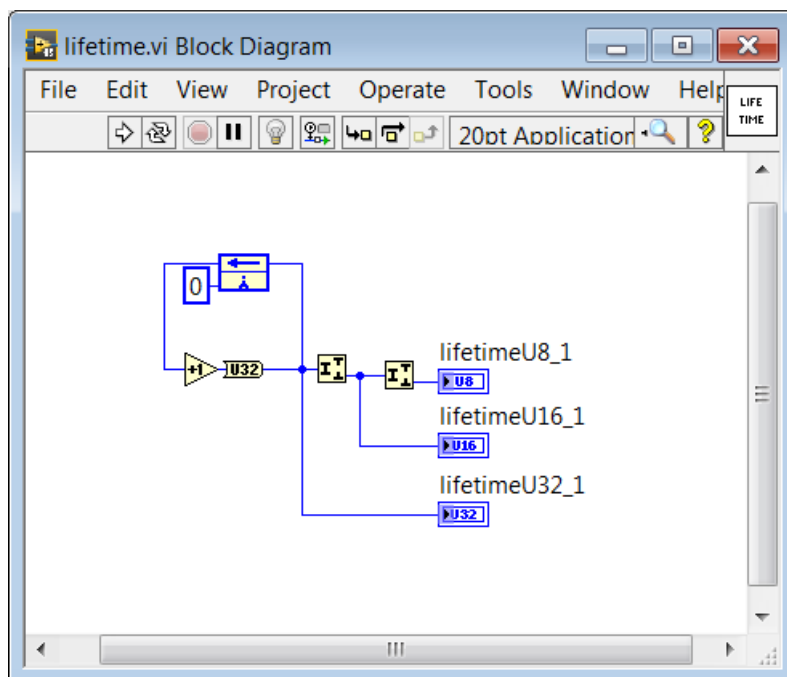 lifetime.vi Block Diagram
File Edit View Project Operate Tools Window Help
LIFE
TIME
20pt Application
0
+1 U32
lifetimeU8_1
U8
lifetimeU16_1
U16
lifetimeU32_1
U32